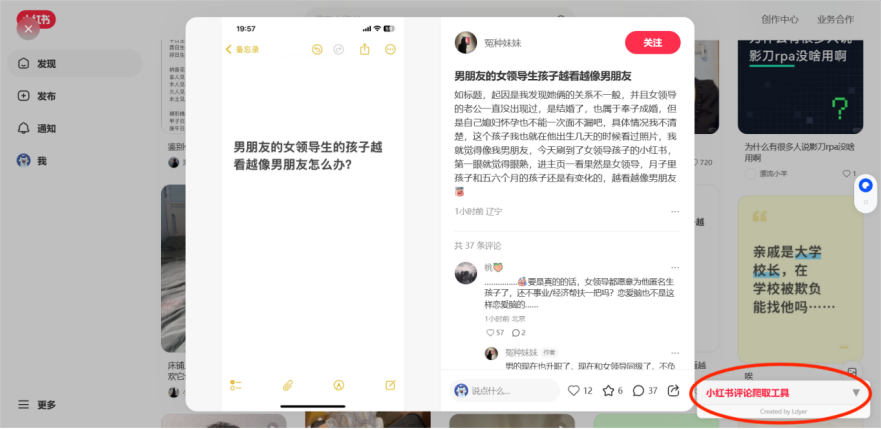 小红书
创作中心
业务合作
发现
发布
通知
我
更多
19:57
备忘录
男朋友的女领导生的孩子越
看越像男朋友怎么办?
冤种妹妹
关注
男朋友的女领导生孩子越看越像男朋友
如标题，起因是我发现她俩的关系不一般，并且女领导
的老公一直没出现过，是结婚了，也属于奉子成婚，但
是自己媳妇怀孕也不能一次面不漏吧，具体情况我不清
楚，这个孩子我也就在他出生几天的时候看过照片，我
就觉得像我男朋友，今天刷到了女领导孩子的小红书，
第一眼就觉得眼熟，进主页一看果然是女领导，月子里
孩子和五六个月的孩子还是有变化的，越看越像男朋友
1小时前 辽宁
共 37 条评论
桃
................要是真的的话，女领导都愿意为他匿名生
孩子了，还不事业/经济帮扶一把吗？恋爱脑也不是这
样恋爱脑的......
1小时前 北京
57
2
冤种妹妹
作者
男的现在也升职了，现在和女领导同级了，不负
说点什么...
12
6
37
影刀rpa没啥用啊
为什么有很多人说影刀rpa没啥
用啊
720
漂流小羊
1
亲戚是大学
校长，在
学校被欺负
能找他吗……
小红书评论爬取工具
Created by Ldyer